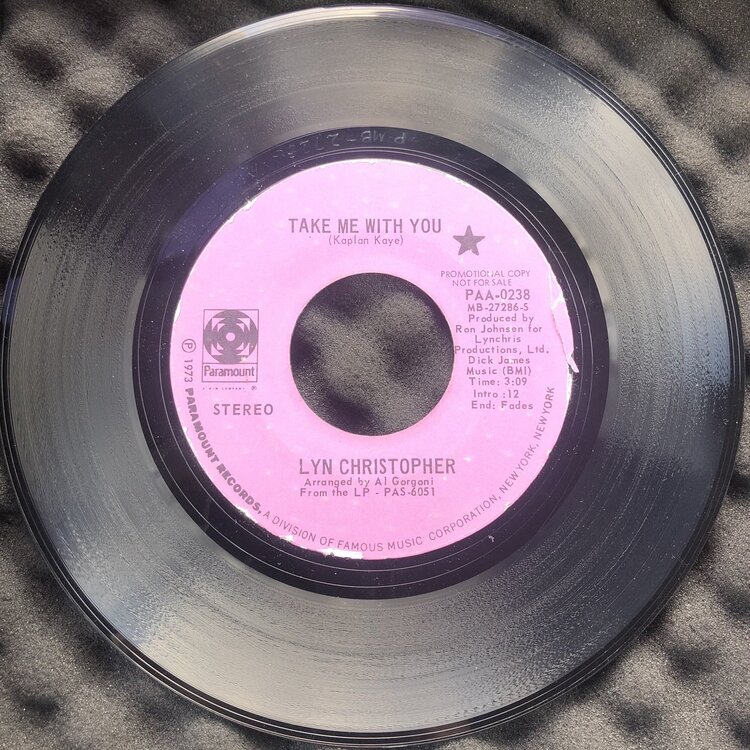 TAKE ME WITH YOU
(Kaplan Kaye)
PROMOTIONAL COPY
NOT FOR SALE
PAA-0238
MB-27286-S
Produced by
Ron Johnsen for
Lynchris
Productions, Ltd.
Dick James
Music (BMI)
Time: 3:09
Intro :12
End: Fades
Paramount
STEREO
LYN CHRISTOPHER
Arranged by Al Gorgoni
From the LP - PAS-6051
Ⓟ 1973 PARAMOUNT RECORDS, A DIVISION OF FAMOUS MUSIC CORPORATION, NEW YORK, NEW YORK